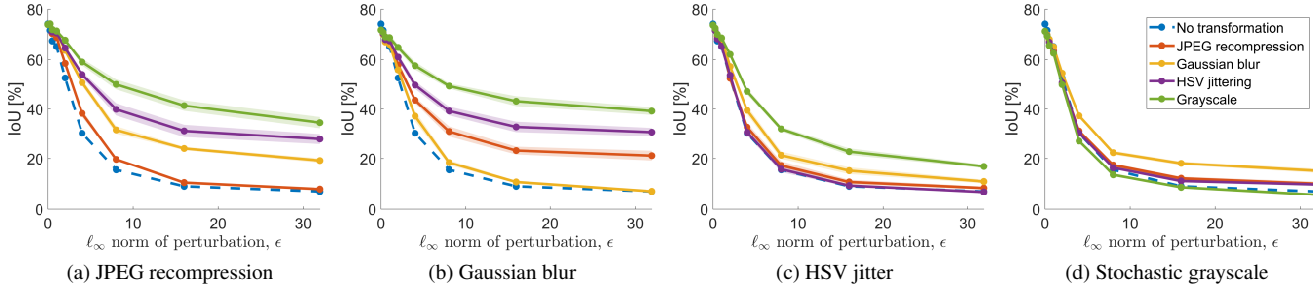 80
60
40
20
0
IoU [%]
0 10 20 30
ℓ∞ norm of perturbation, ϵ
(a) JPEG recompression
80
60
40
20
0
IoU [%]
0 10 20 30
ℓ∞ norm of perturbation, ϵ
(b) Gaussian blur
80
60
40
20
0
IoU [%]
0 10 20 30
ℓ∞ norm of perturbation, ϵ
(c) HSV jitter
80
60
40
20
0
IoU [%]
0 10 20 30
ℓ∞ norm of perturbation, ϵ
No transformation
JPEG recompression
Gaussian blur
HSV jittering
Grayscale
(d) Stochastic grayscale